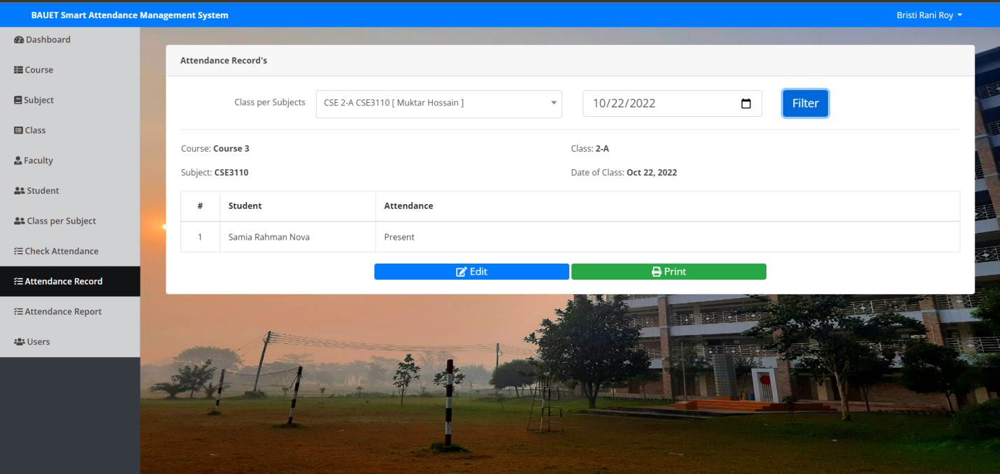 BAUET Smart Attendance Management System
Bristi Rani Roy
Dashboard
Course
Subject
Class
Faculty
Student
Class per Subject
Check Attendance
Attendance Record
Attendance Report
Users
Attendance Record's
Class per Subjects
CSE 2-A CSE3110 [ Muktar Hossain ]
10/22/2022
Filter
Course: Course 3
Class: 2-A
Subject: CSE3110
Date of Class: Oct 22, 2022
# Student Attendance
1 Samia Rahman Nova Present
Edit
Print